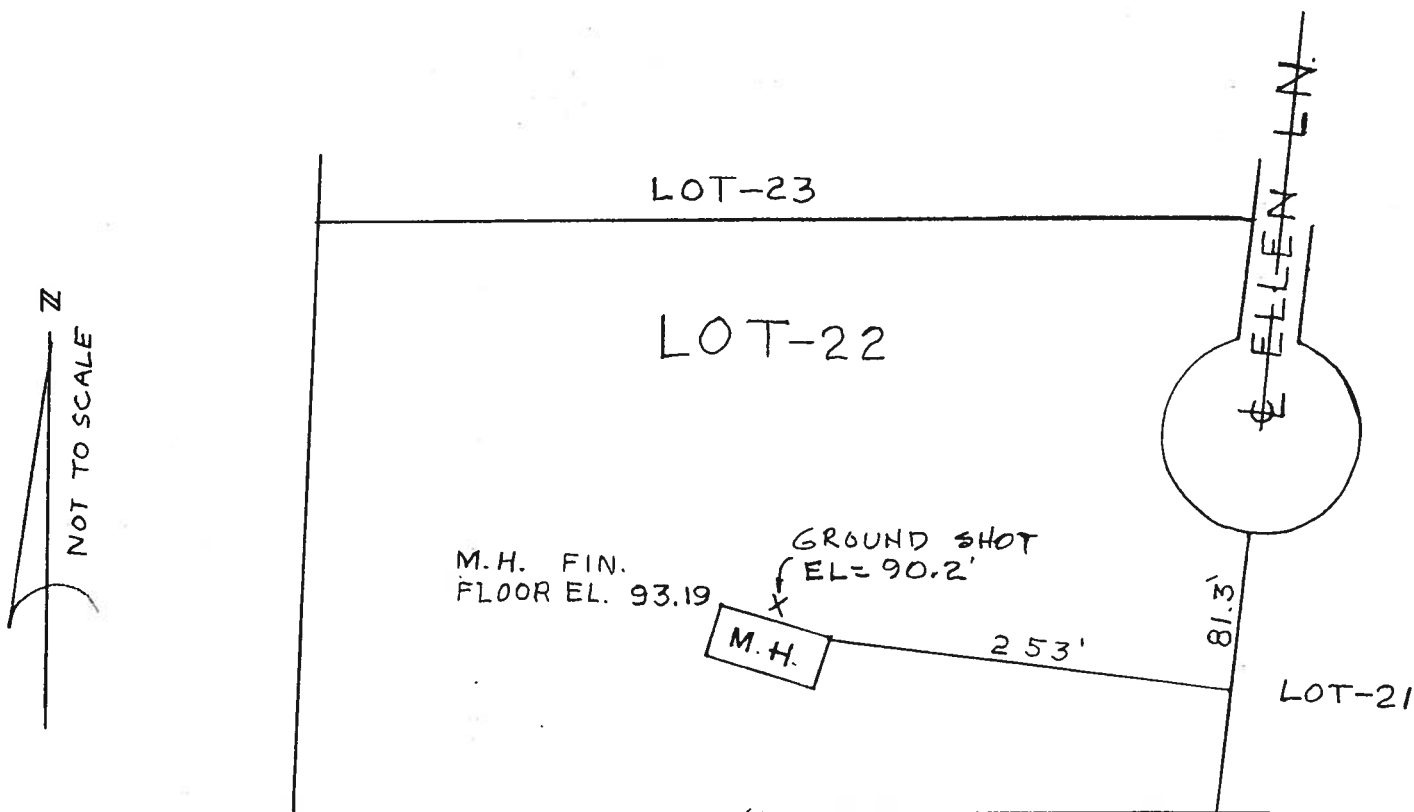 ℄ ELLEN LN.
LOT-23
N
NOT TO SCALE
LOT-22
M.H. FIN.
FLOOR EL. 93.19
GROUND SHOT
EL= 90.2'
X
M.H.
253'
81.3'
LOT-21